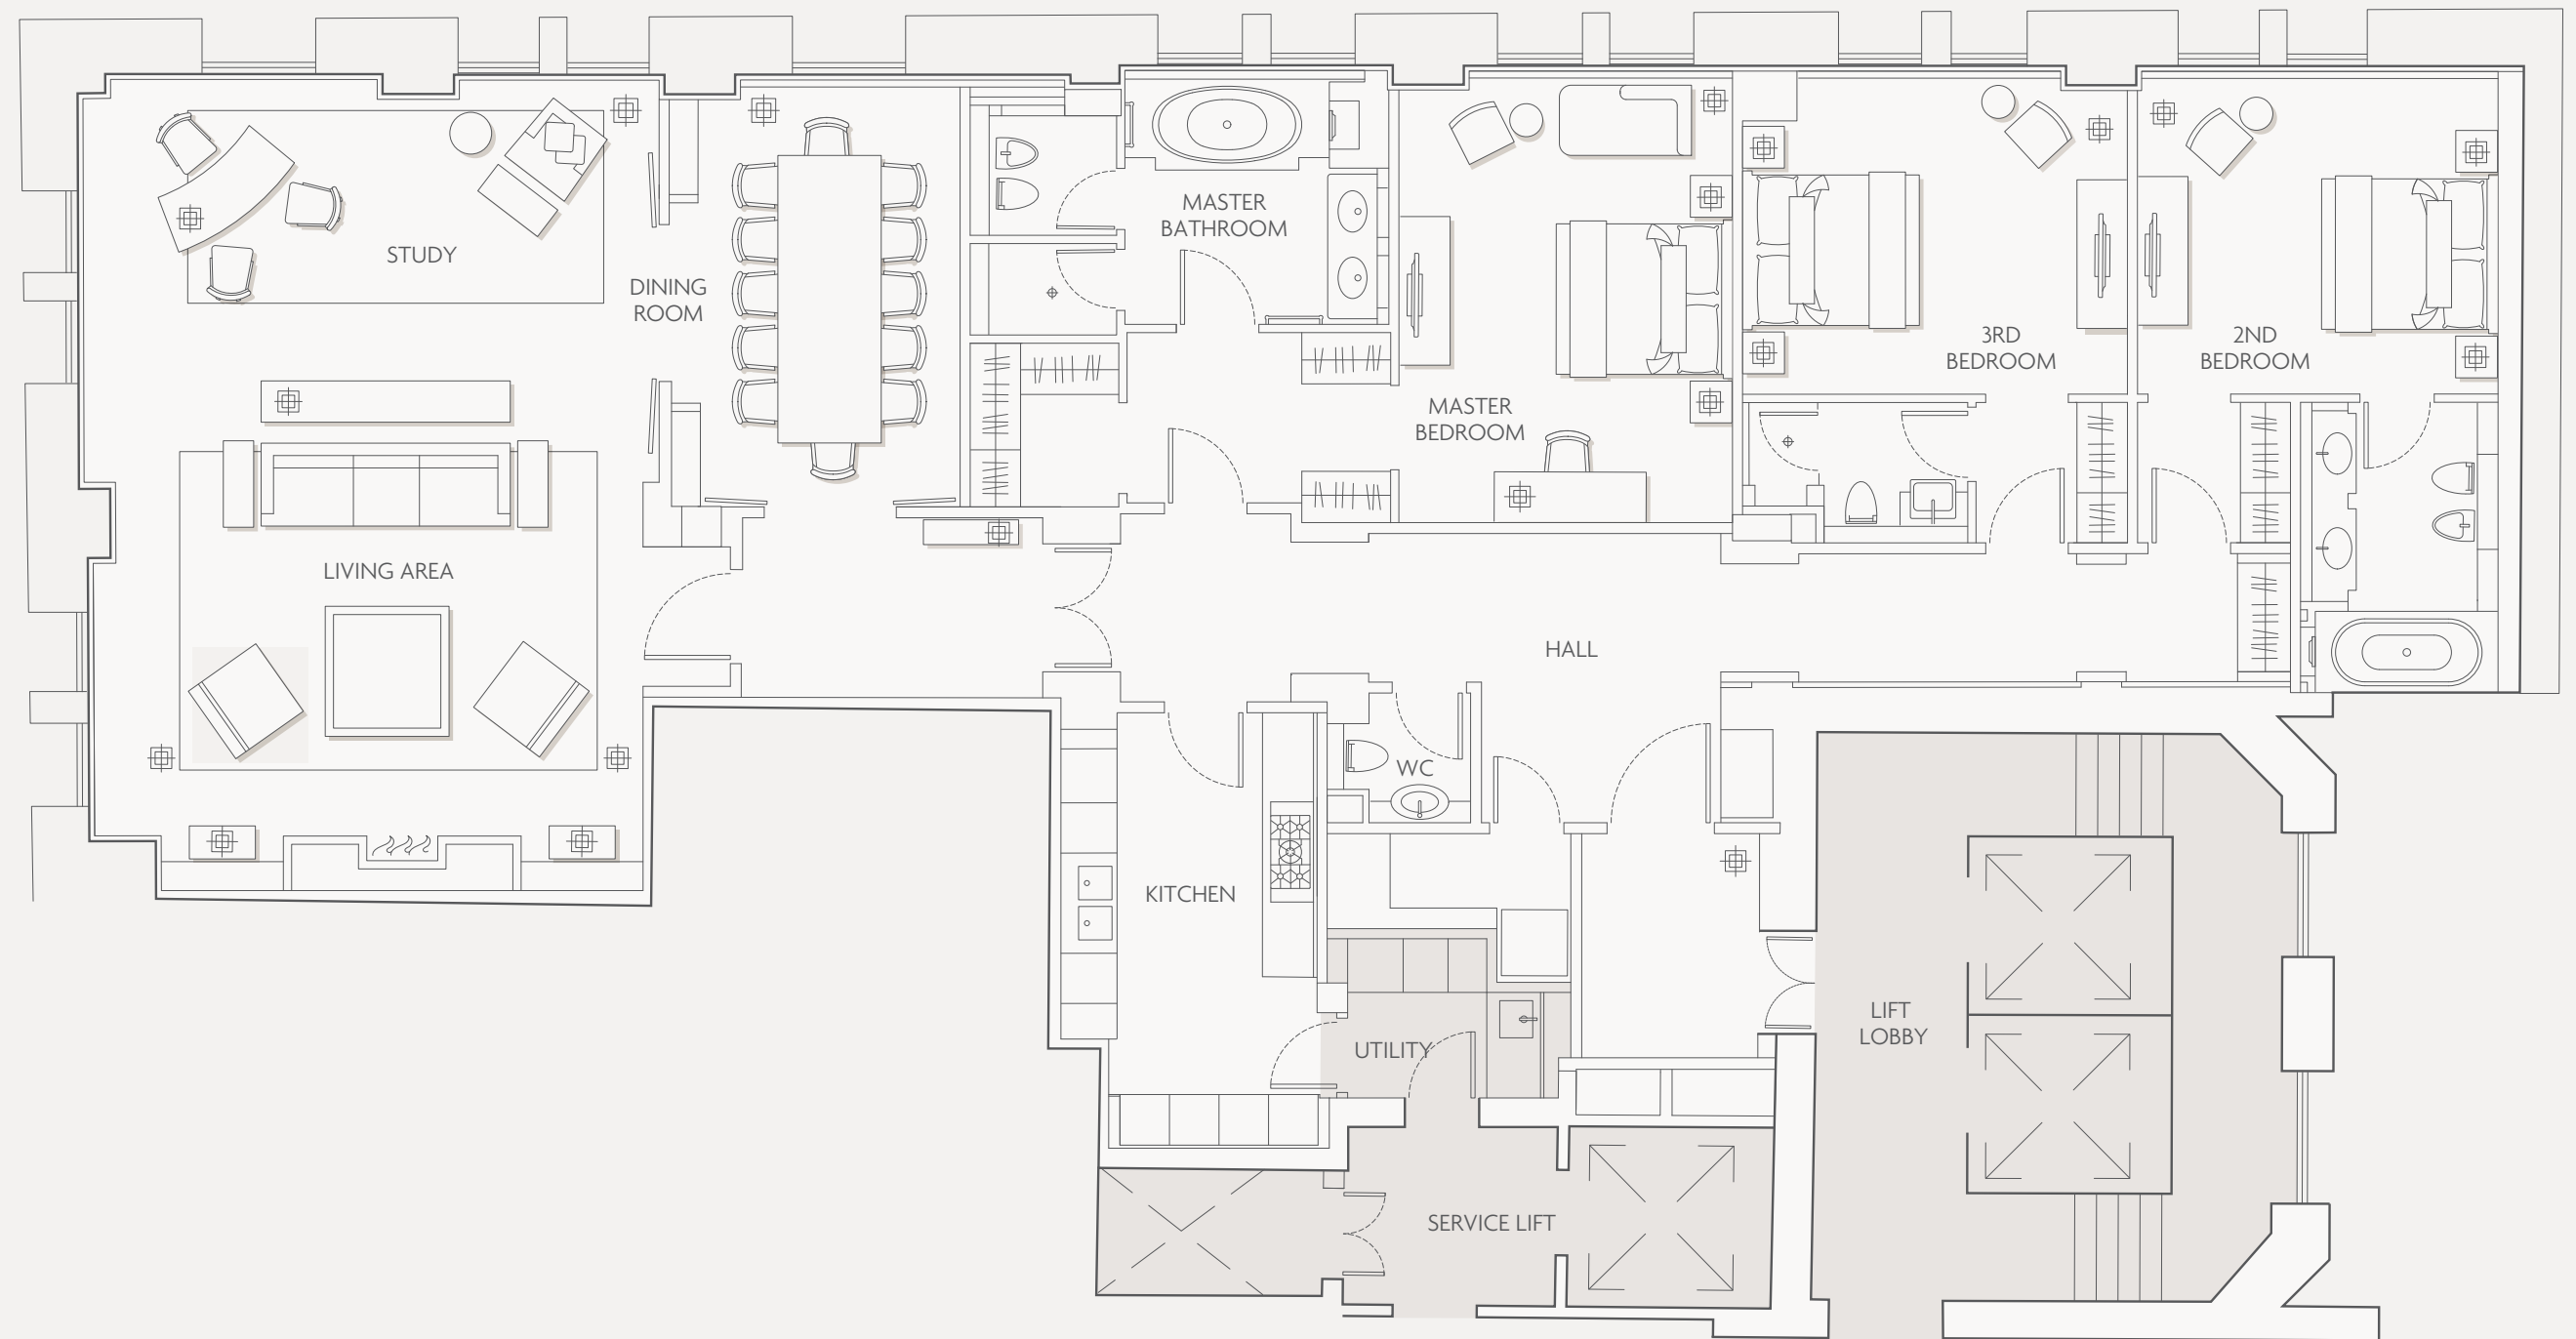 STUDY
DINING
ROOM
MASTER
BATHROOM
MASTER
BEDROOM
3RD
BEDROOM
2ND
BEDROOM
LIVING AREA
HALL
WC
KITCHEN
UTILITY
LIFT
LOBBY
SERVICE LIFT